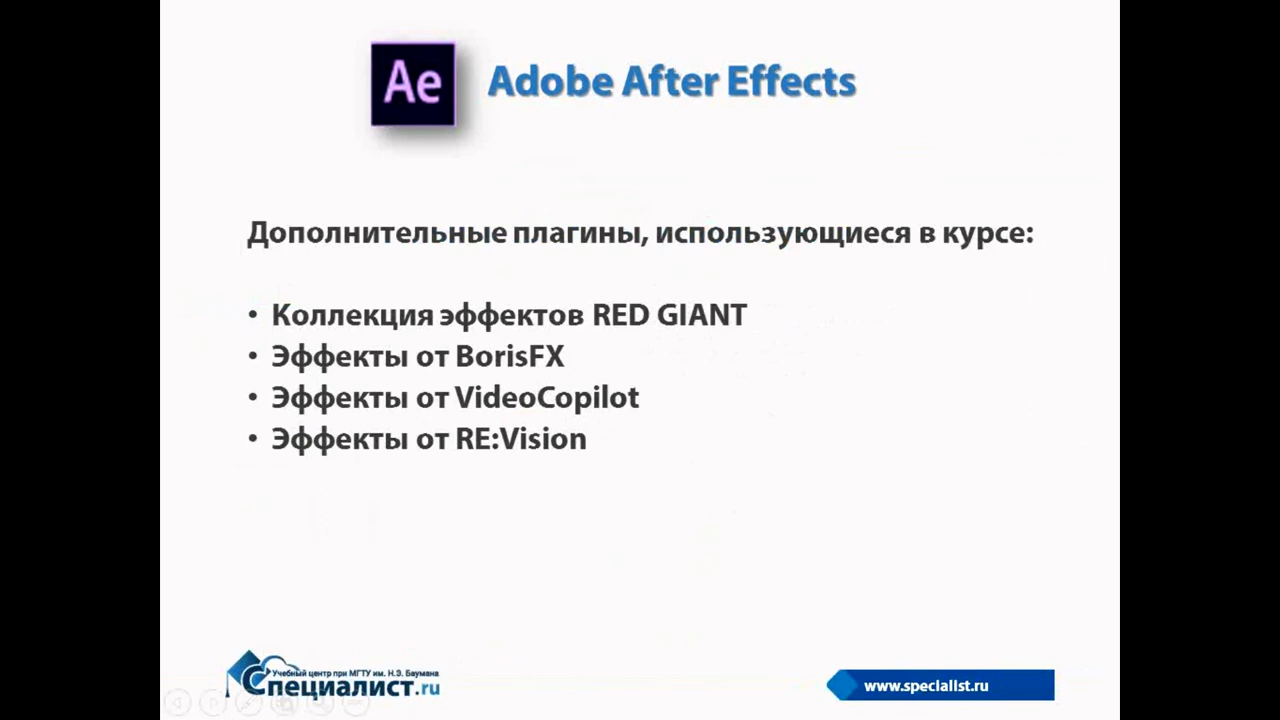 Ae
Adobe After Effects
Дополнительные плагины, использующиеся в курсе:
• Коллекция эффектов RED GIANT
• Эффекты от BorisFX
• Эффекты от VideoCopilot
• Эффекты от RE:Vision
Учебный центр при МГТУ им. Н.Э. Баумана
Специалист.ru
www.specialist.ru